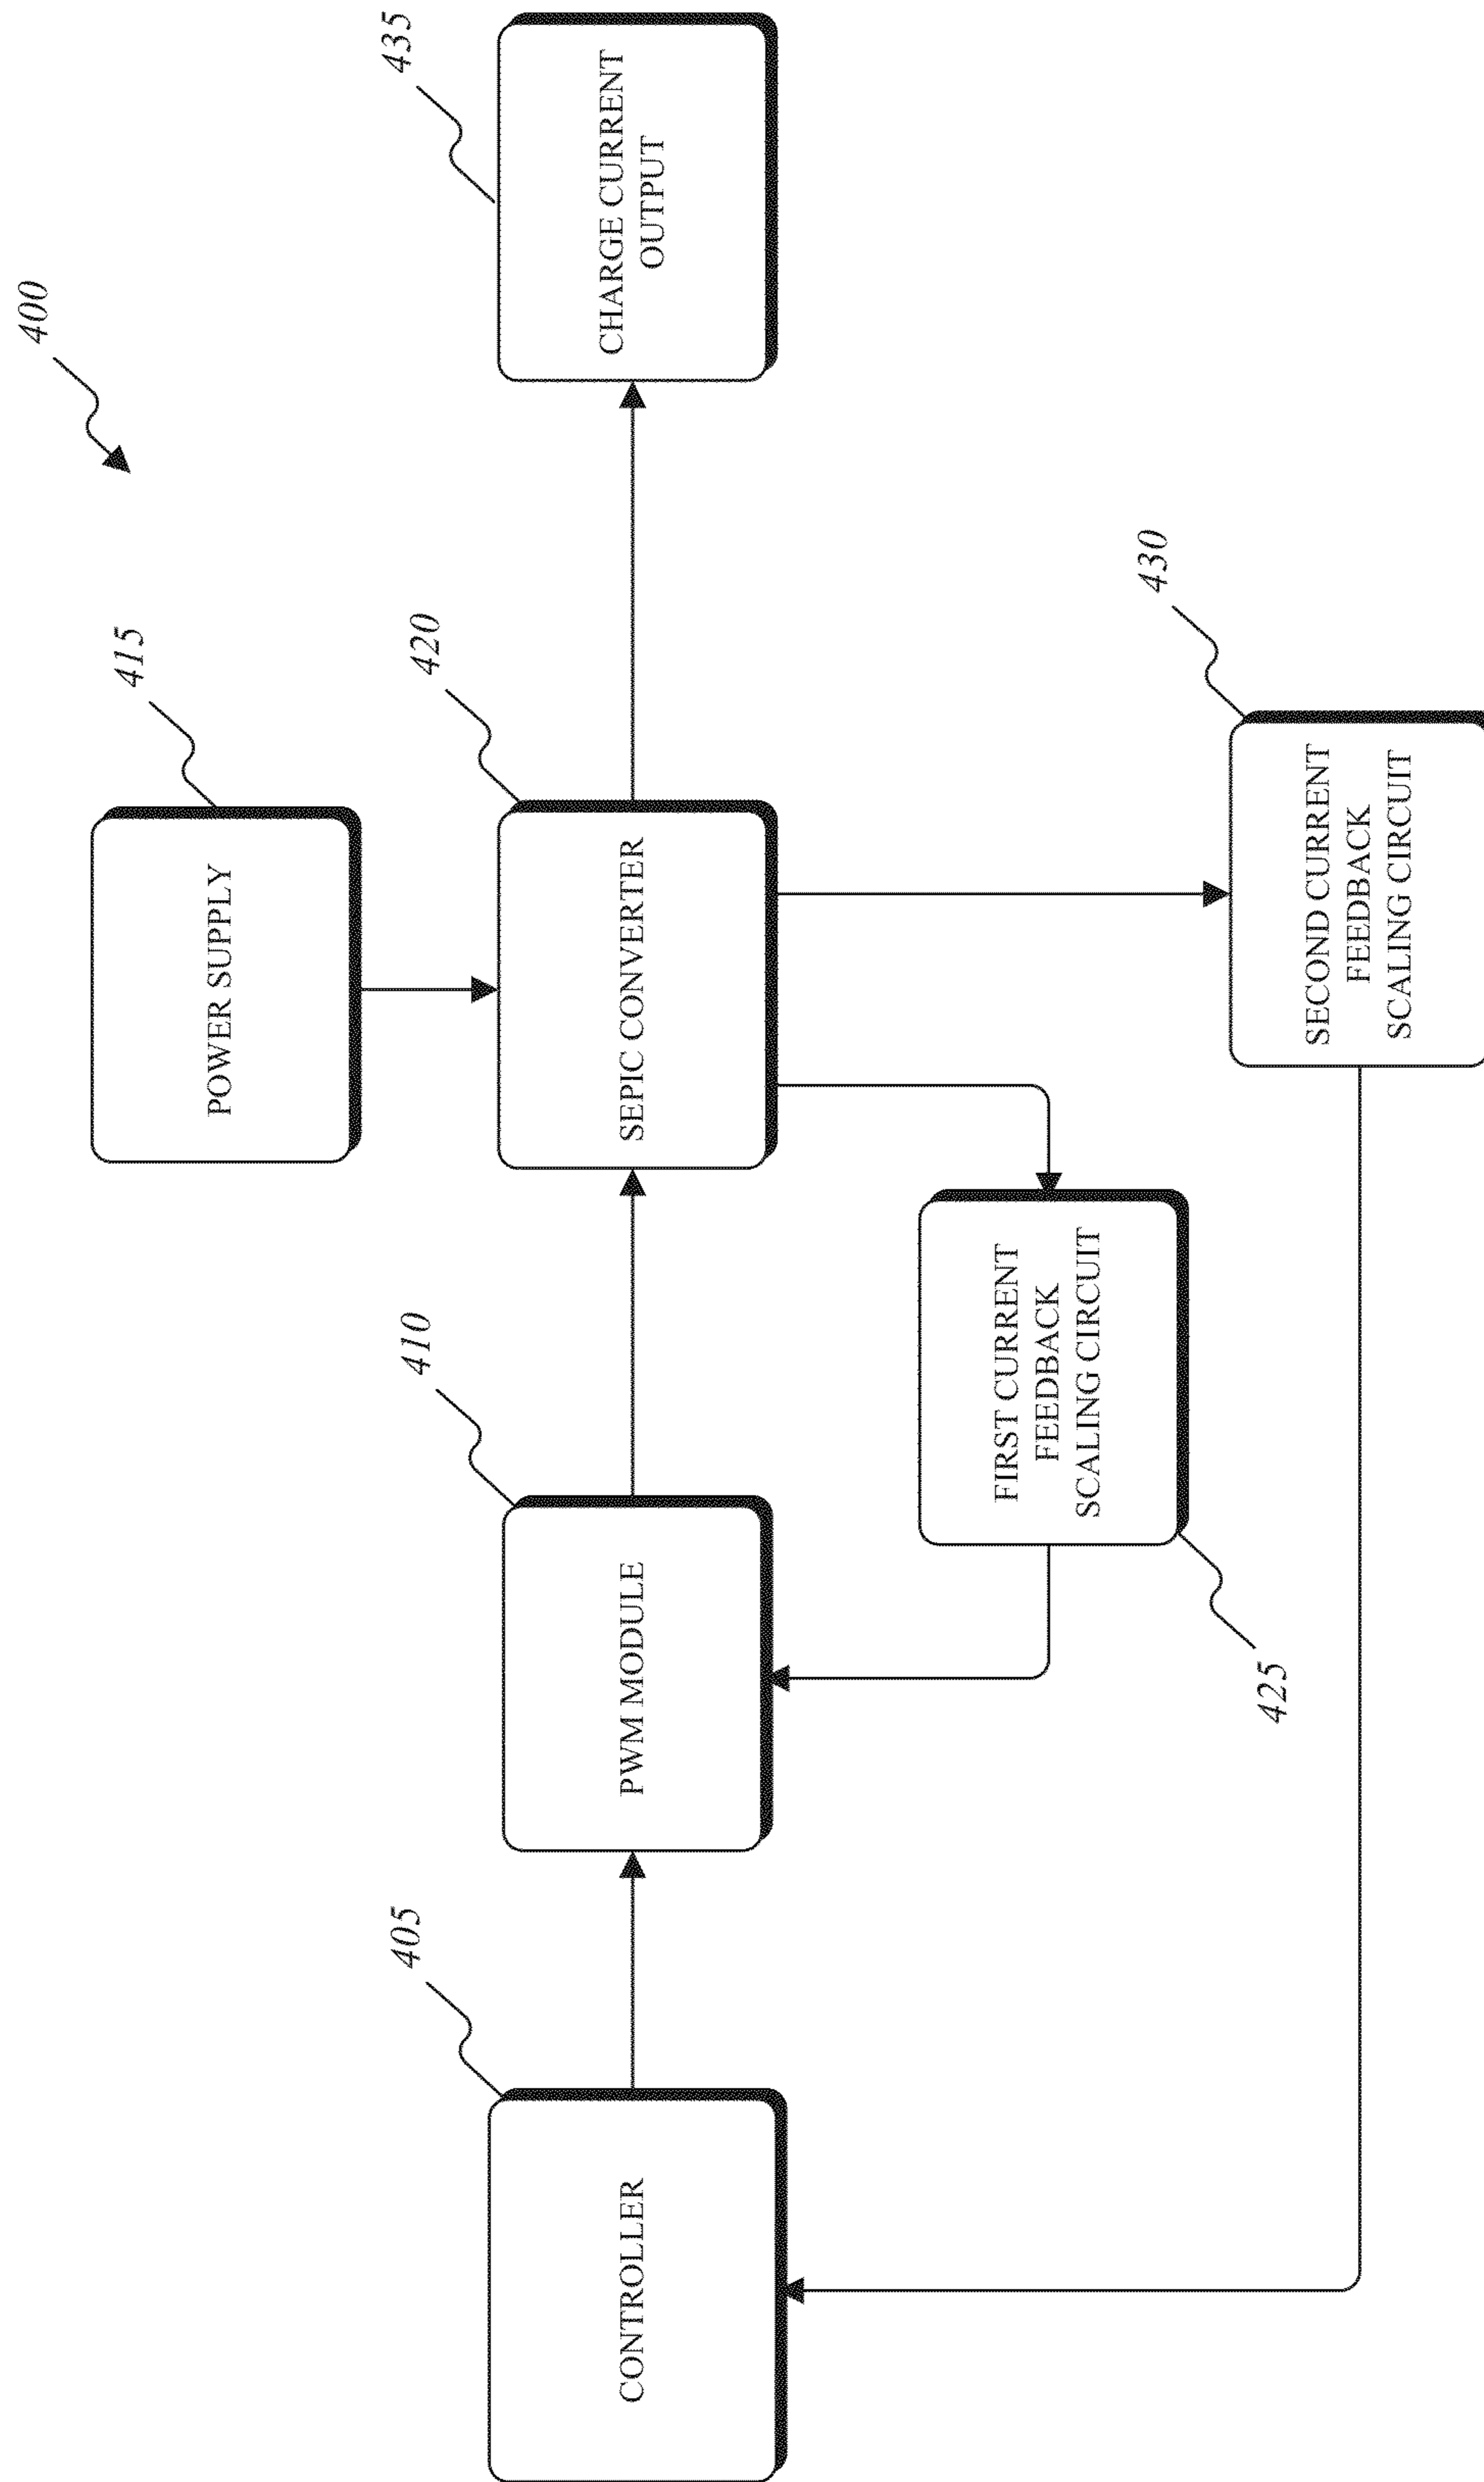 400
415
POWER SUPPLY
405
CONTROLLER
410
PWM MODULE
420
SEPIC CONVERTER
435
CHARGE CURRENT
OUTPUT
FIRST CURRENT
FEEDBACK
SCALING CIRCUIT
425
430
SECOND CURRENT
FEEDBACK
SCALING CIRCUIT